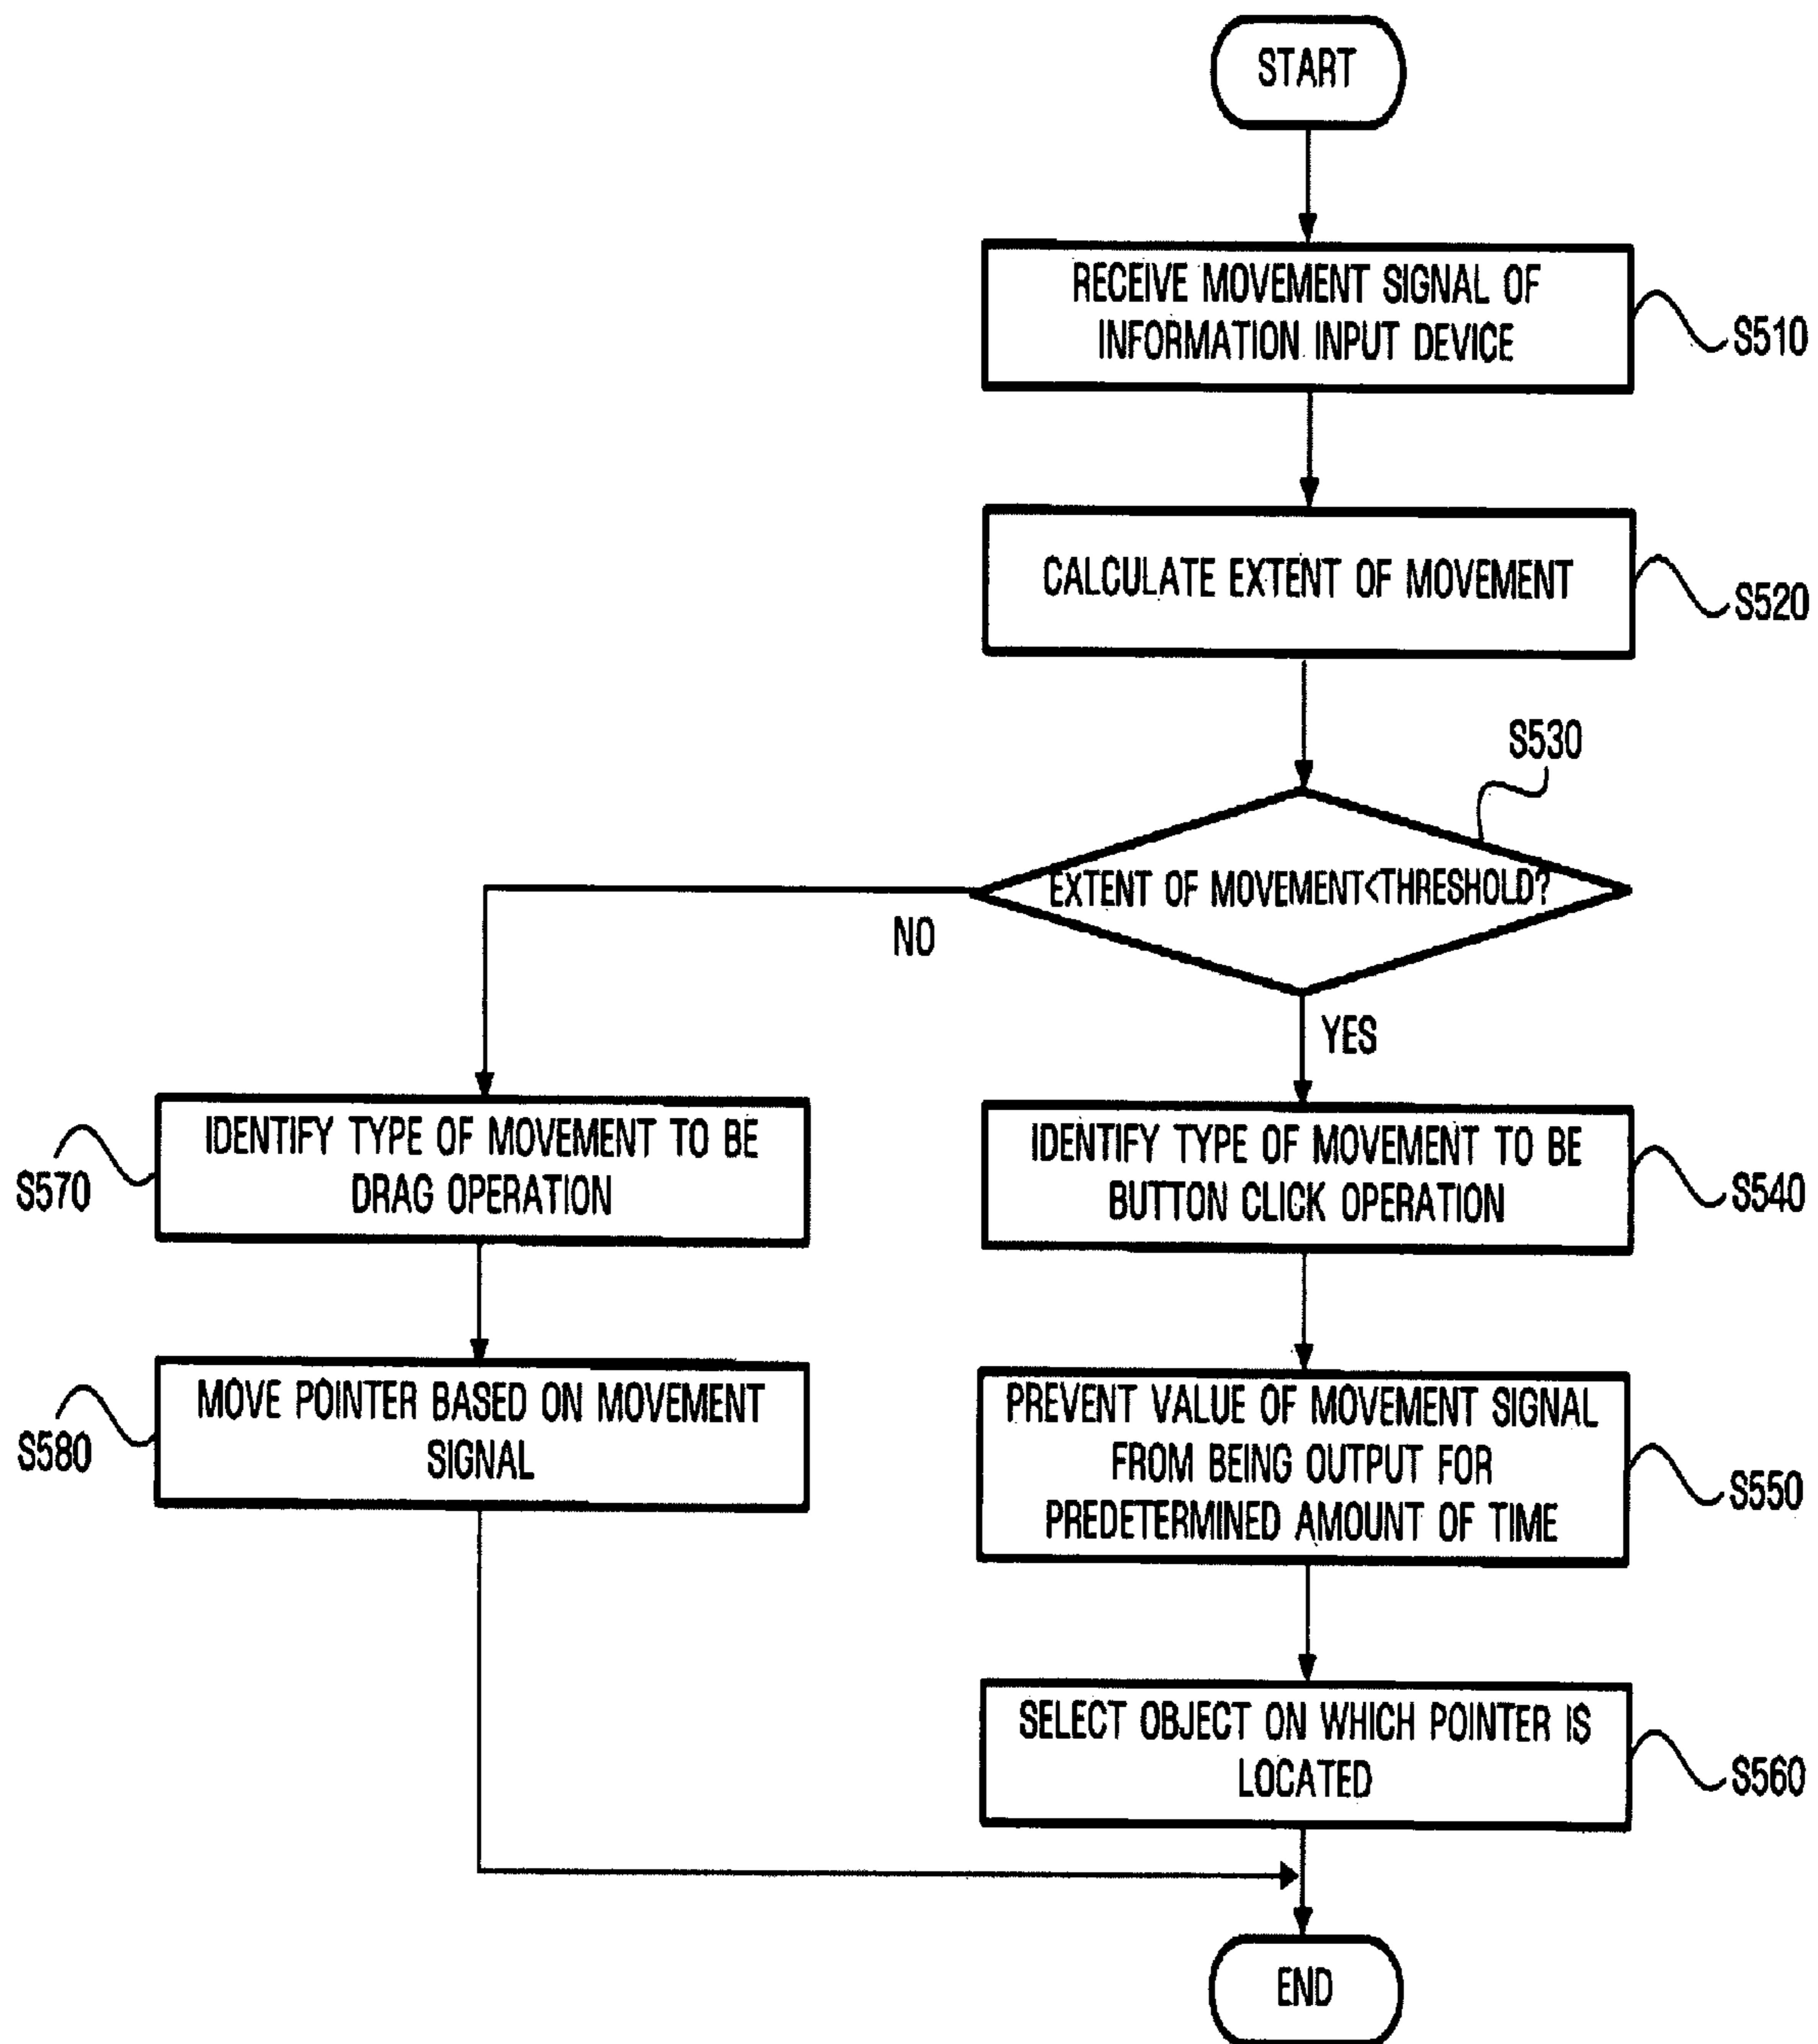 START
RECEIVE MOVEMENT SIGNAL OF
INFORMATION INPUT DEVICE
S510
CALCULATE EXTENT OF MOVEMENT
S520
S530
EXTENT OF MOVEMENT<THRESHOLD?
NO
YES
IDENTIFY TYPE OF MOVEMENT TO BE
DRAG OPERATION
S570
IDENTIFY TYPE OF MOVEMENT TO BE
BUTTON CLICK OPERATION
S540
MOVE POINTER BASED ON MOVEMENT
SIGNAL
S580
PREVENT VALUE OF MOVEMENT SIGNAL
FROM BEING OUTPUT FOR
PREDETERMINED AMOUNT OF TIME
S550
SELECT OBJECT ON WHICH POINTER IS
LOCATED
S560
END